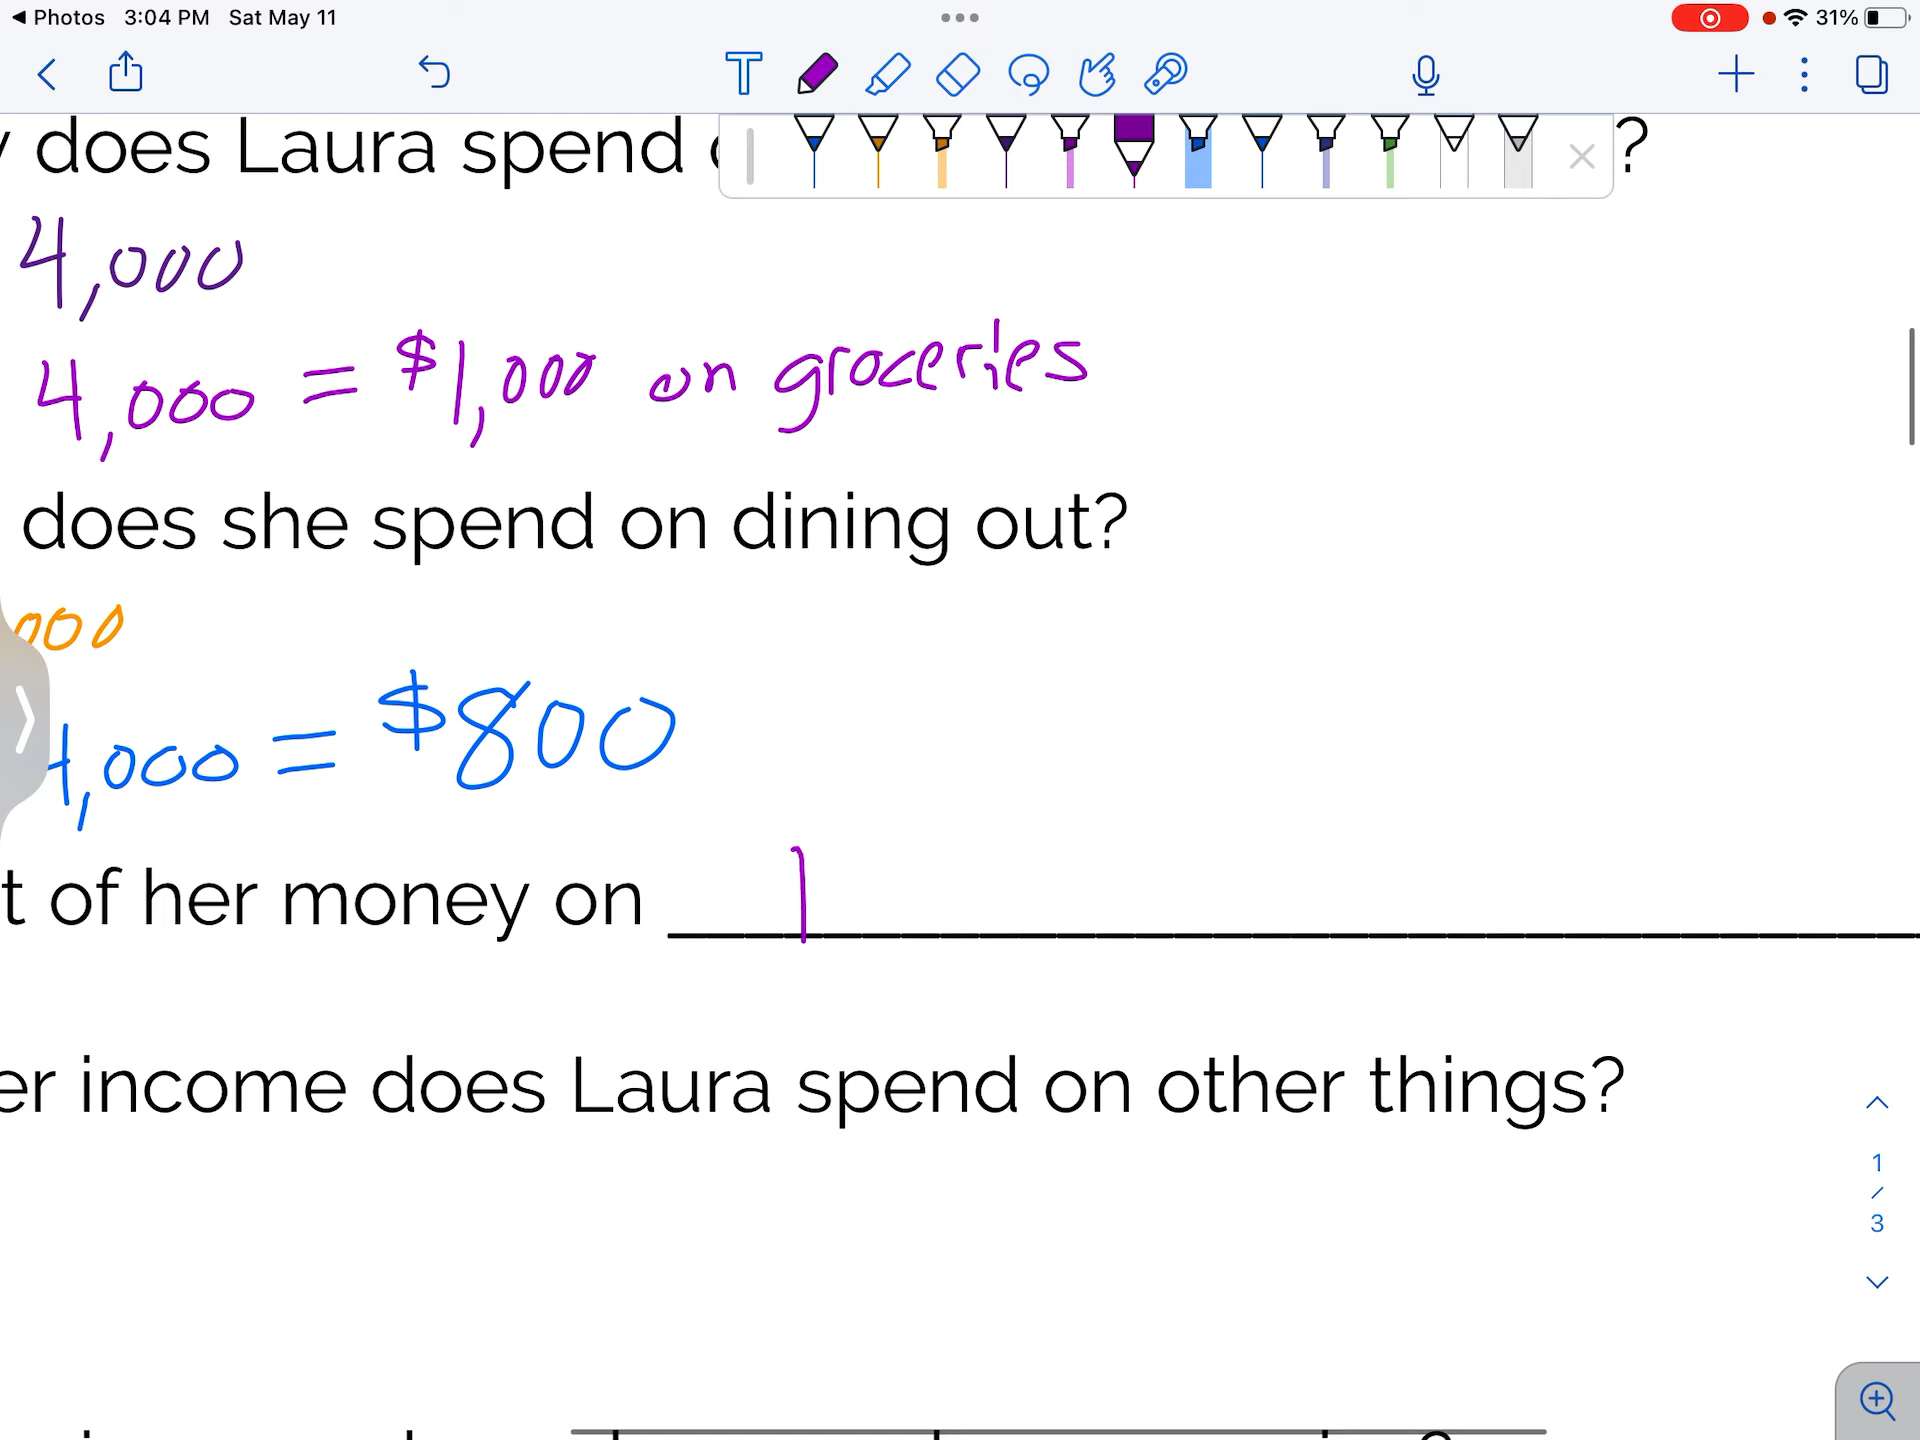 Photos 3:04 PM Sat May 11 31%
does Laura spend ?
4,000
4,000 = $1,000 on groceries
does she spend on dining out?
000
4,000 = $800
t of her money on
er income does Laura spend on other things?
1
/
3